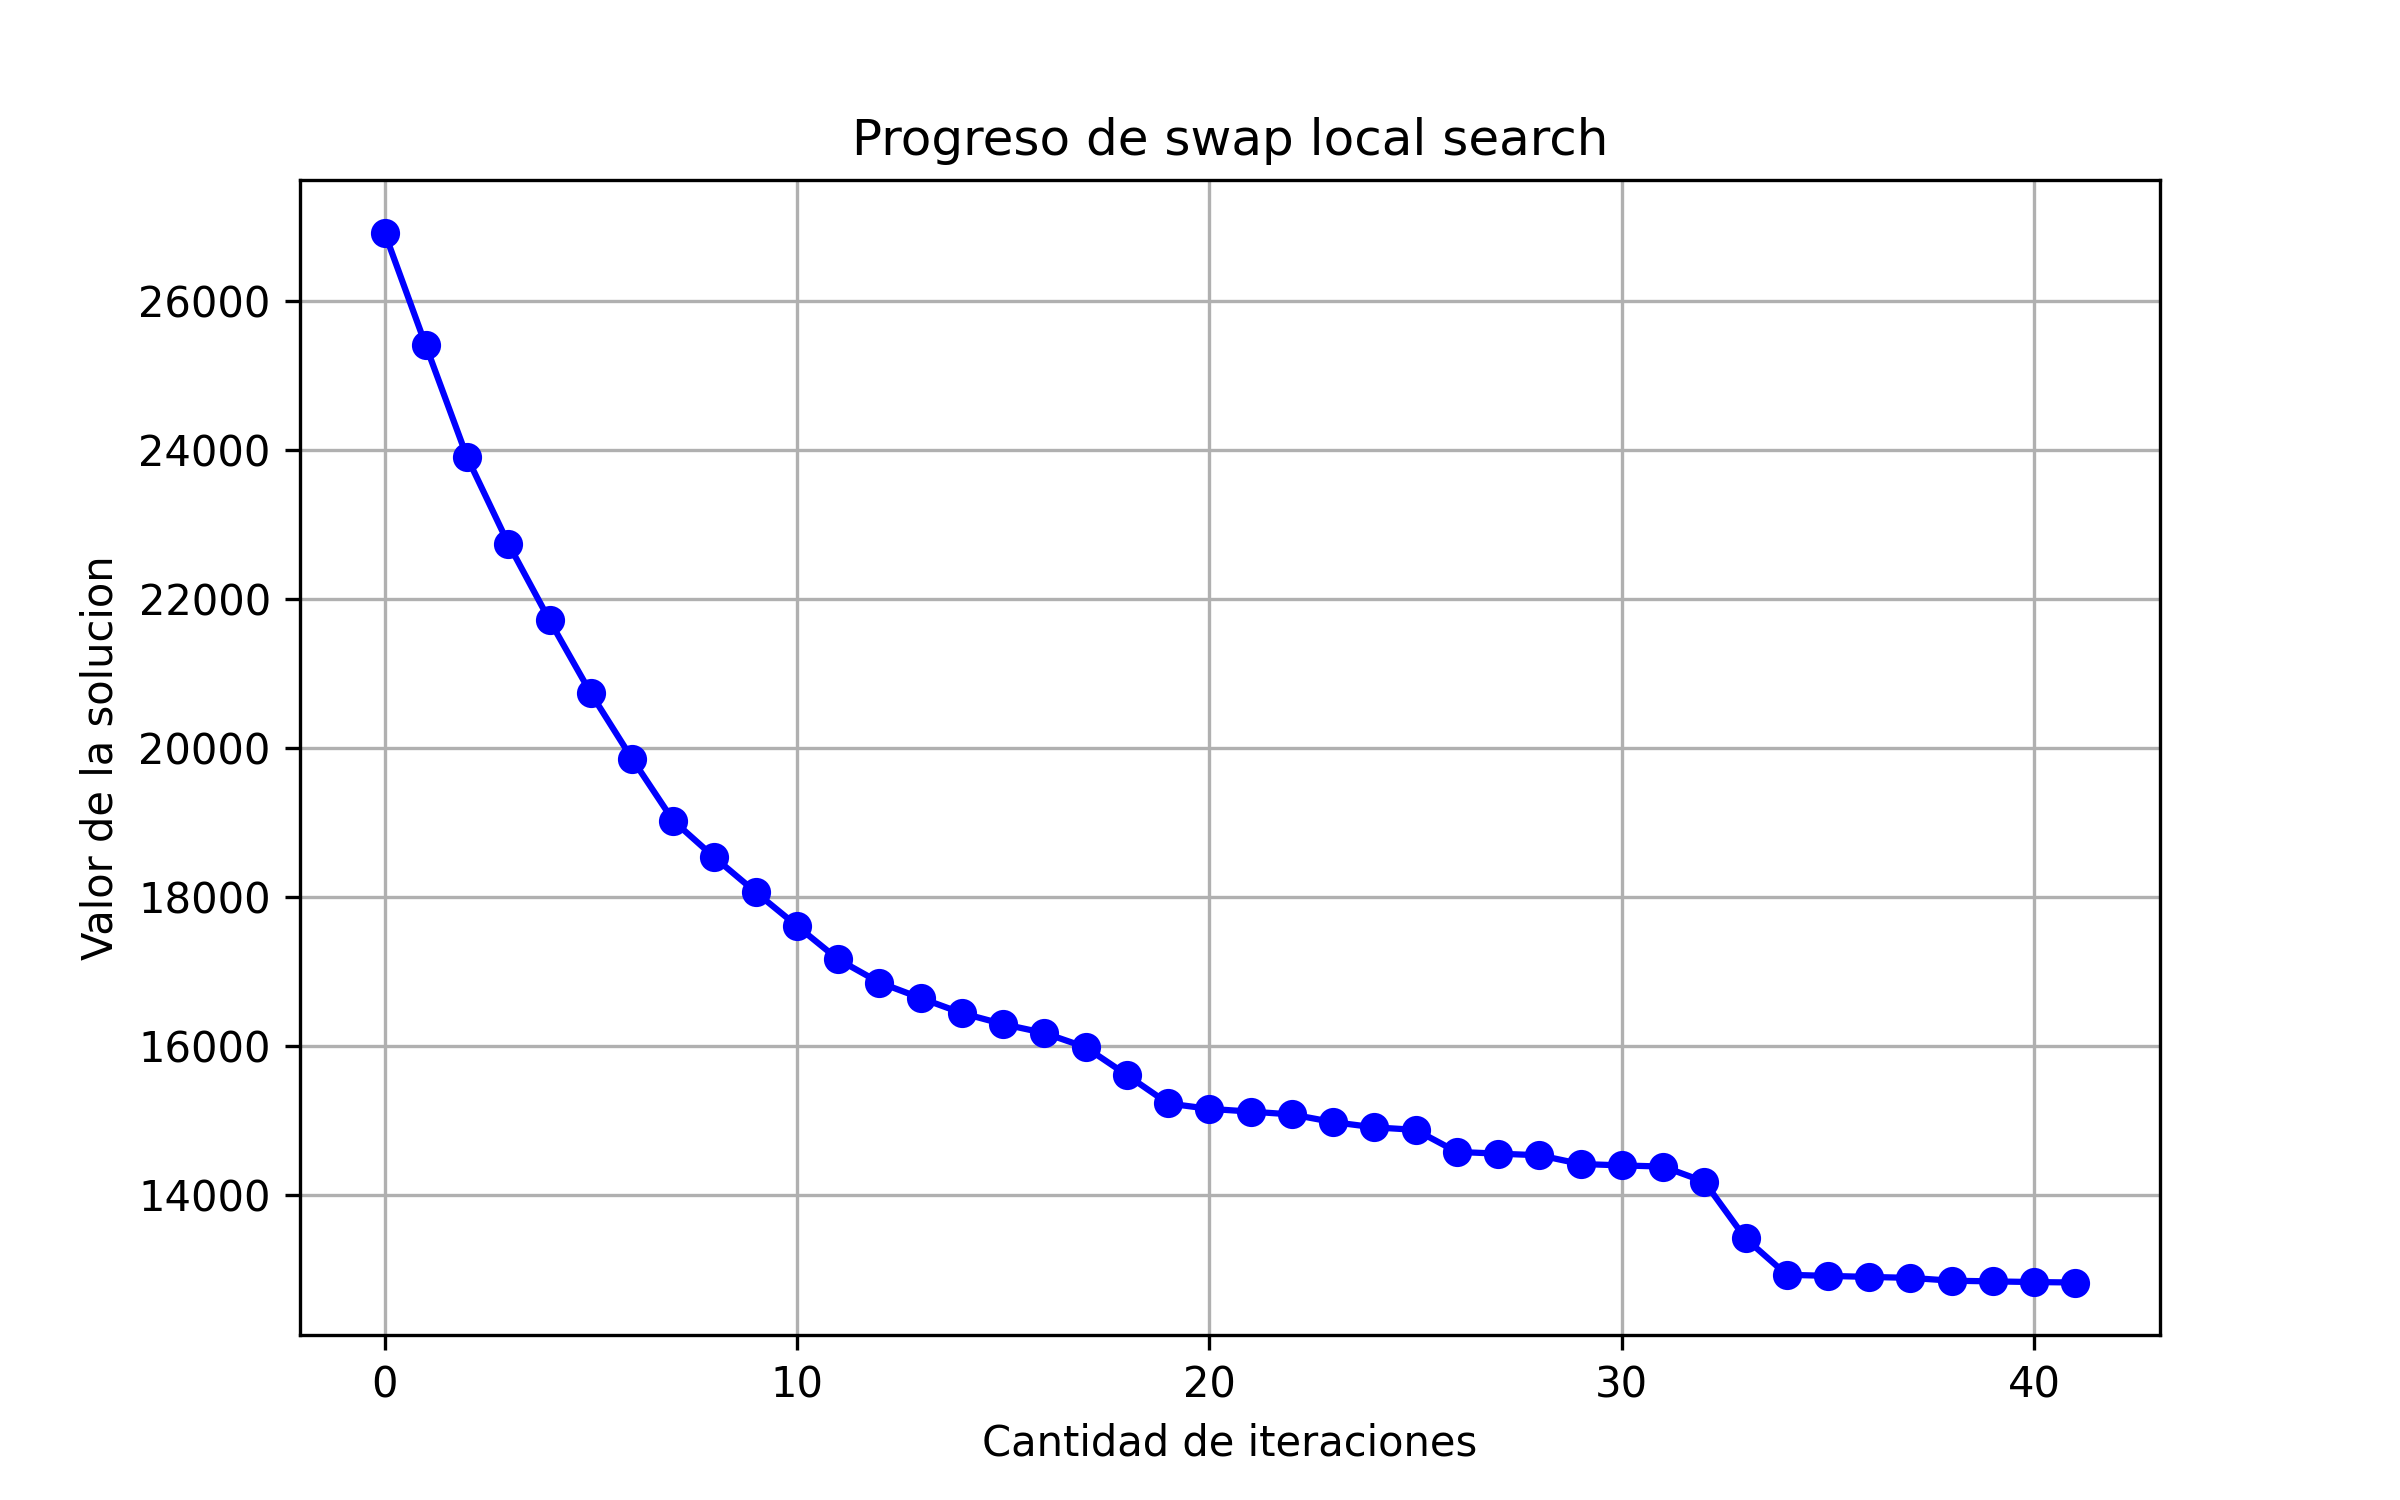 Progreso de swap local search
Valor de la solucion
26000
24000
22000
20000
18000
16000
14000
0 10 20 30 40
Cantidad de iteraciones